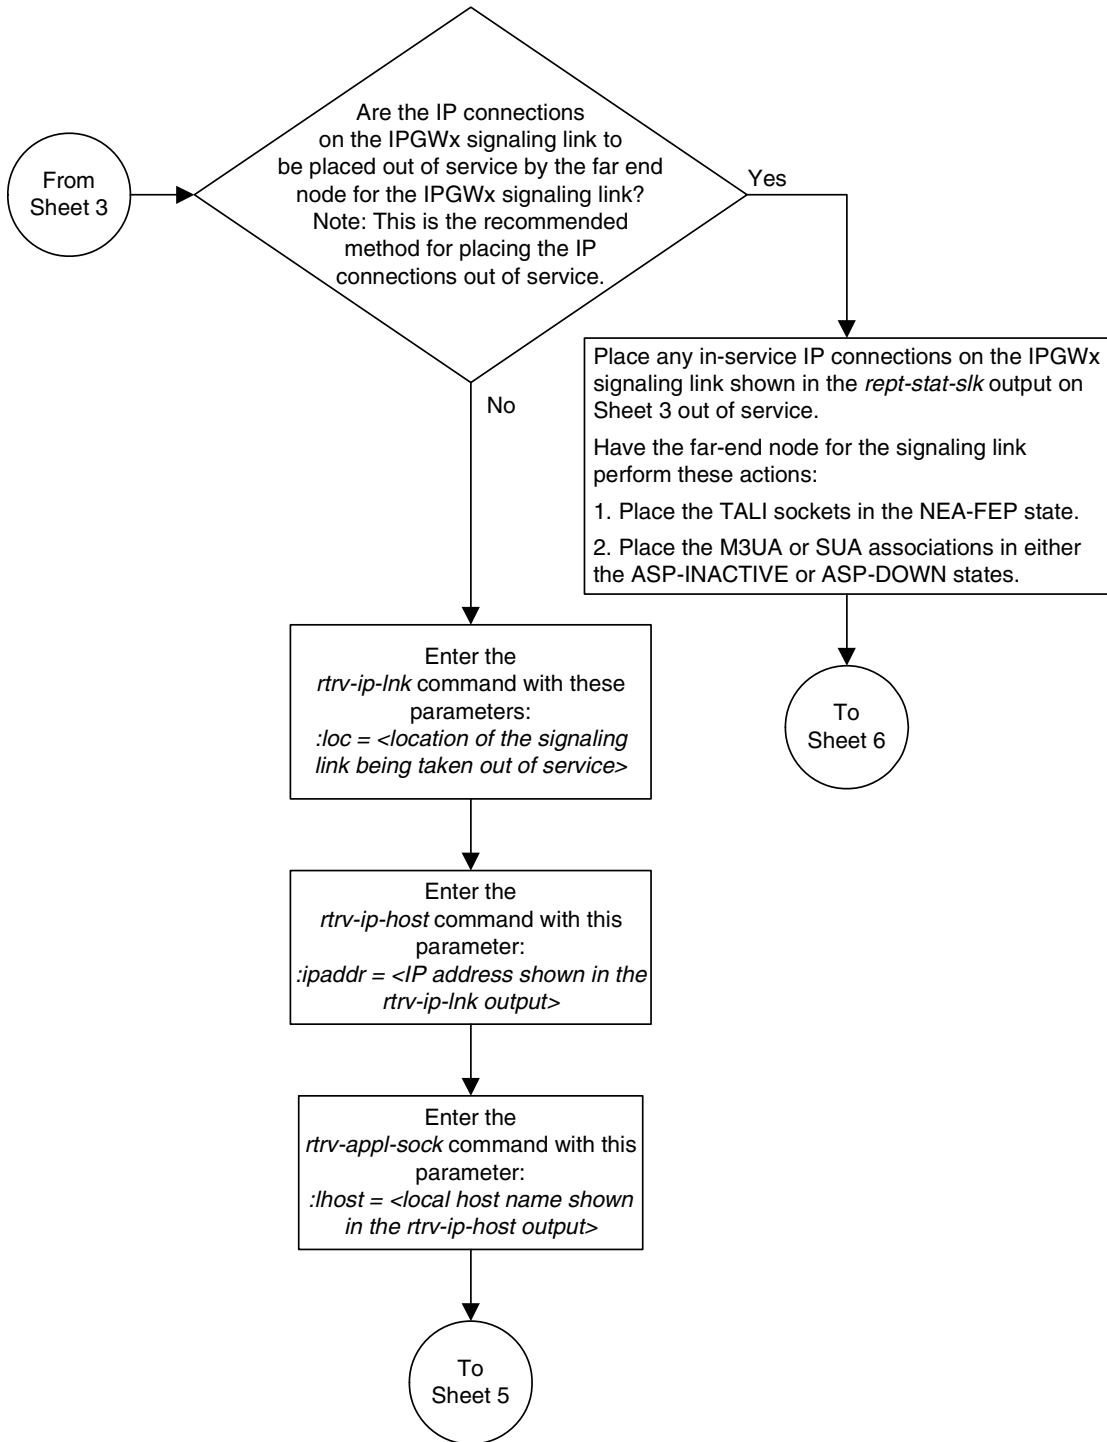 From
Sheet 3
Are the IP connections
on the IPGWx signaling link to
be placed out of service by the far end
node for the IPGWx signaling link?
Note: This is the recommended
method for placing the IP
connections out of service.
Yes
No
Place any in-service IP connections on the IPGWx
signaling link shown in the rept-stat-slk output on
Sheet 3 out of service.
Have the far-end node for the signaling link
perform these actions:
1. Place the TALI sockets in the NEA-FEP state.
2. Place the M3UA or SUA associations in either
the ASP-INACTIVE or ASP-DOWN states.
To
Sheet 6
Enter the
rtrv-ip-lnk command with these
parameters:
:loc = <location of the signaling
link being taken out of service>
Enter the
rtrv-ip-host command with this
parameter:
:ipaddr = <IP address shown in the
rtrv-ip-lnk output>
Enter the
rtrv-appl-sock command with this
parameter:
:lhost = <local host name shown
in the rtrv-ip-host output>
To
Sheet 5